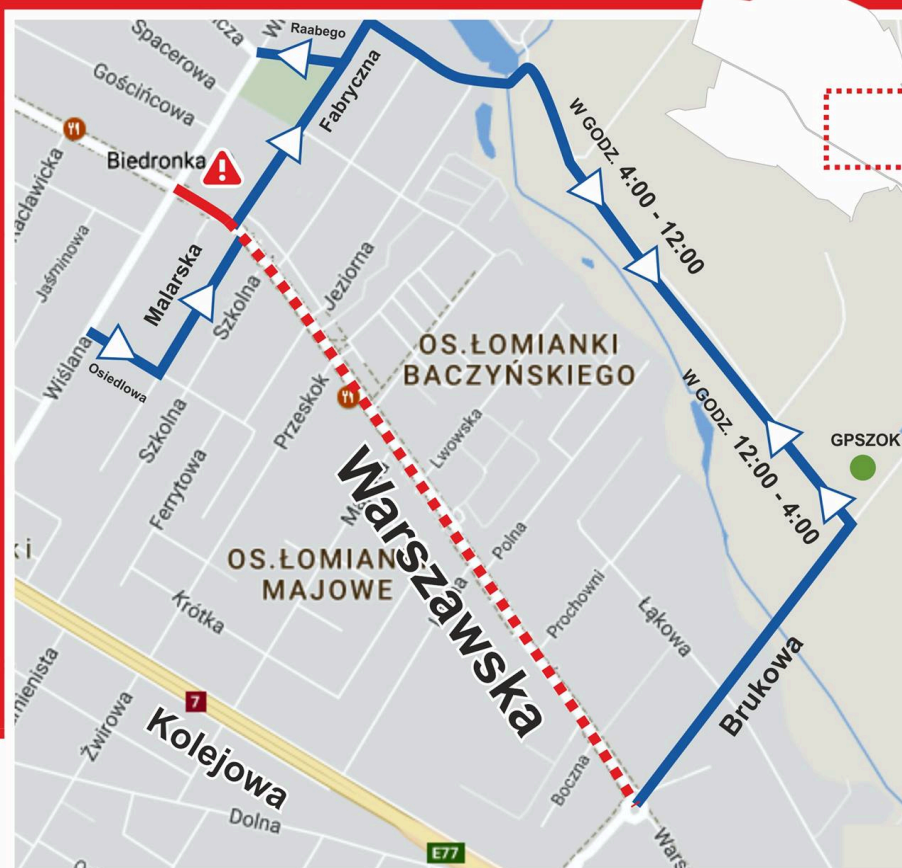 Raabego
Spacerowa
Gościńcowa
Fabryczna
Biedronka
W GODZ. 4:00 - 12:00
Jaśminowa
Malarska
Szkolna
Jeziorna
Wiślana
Osiedlowa
OS.ŁOMIANKI
BACZYŃSKIEGO
Przeskok
Szkolna
Lwowska
W GODZ. 12:00 - 4:00
GPSZOK
Ferrytowa
Warszawska
Polna
MAJOWE
Prochowni
Łąkowa
Krótka
Brukowa
7
Żwirowa
Kolejowa
Boczna
Dolna
E77